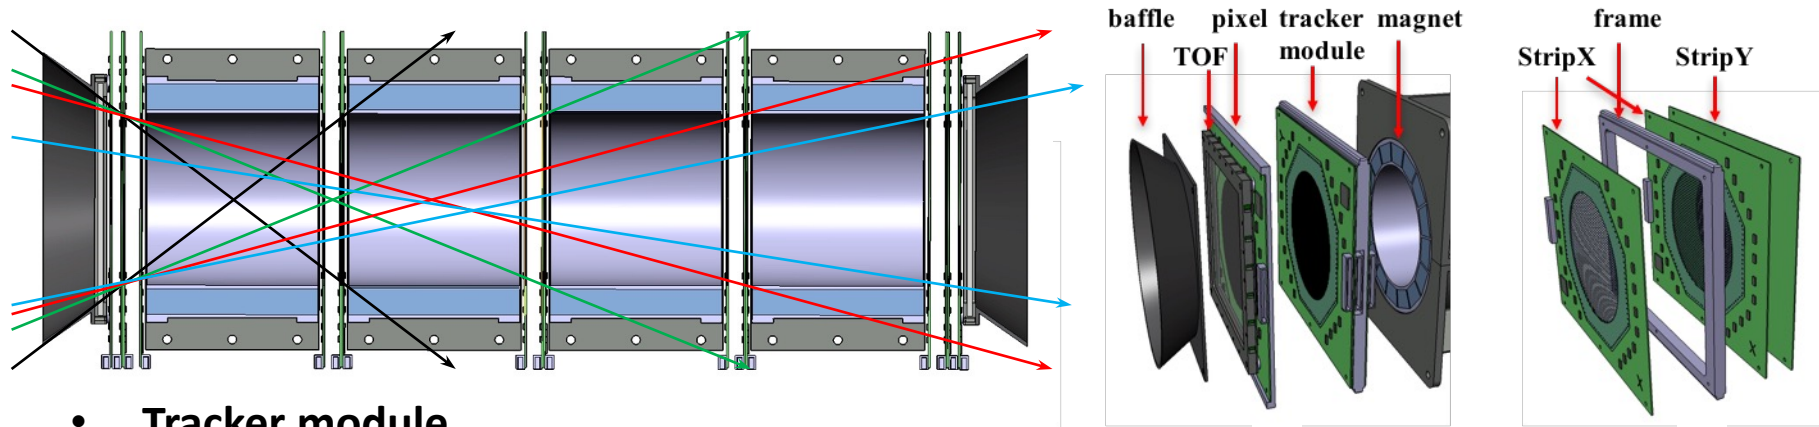 baffle pixel tracker magnet
TOF module
frame
StripX StripY
• Tracker module